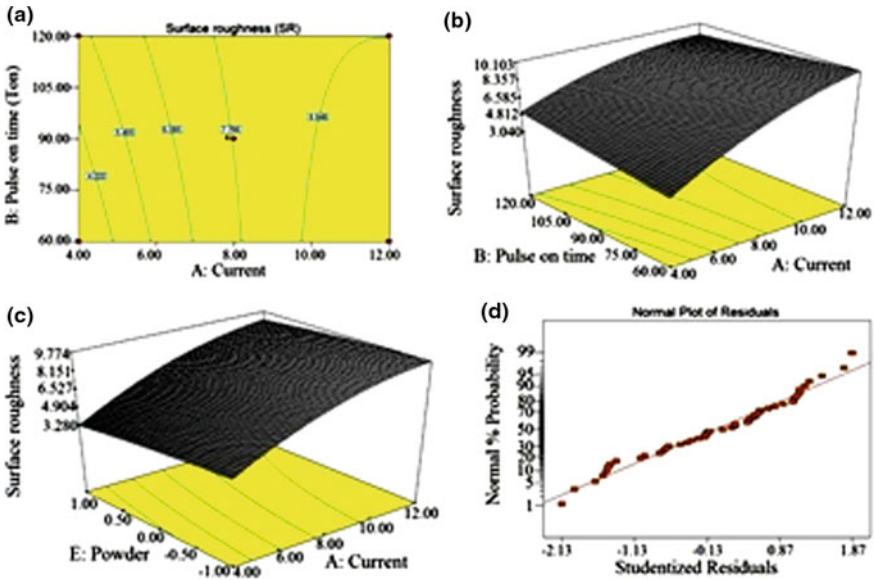 (a)
Surface roughness (SR)
B: Pulse on time (Ton)
120.00
105.00
90.00
75.00
60.00
4.00 6.00 8.00 10.00 12.00
A: Current
(b)
Surface roughness
10.103
8.357
6.585
4.812
3.040
120.00
105.00
90.00
75.00
60.00
B: Pulse on time
4.00
6.00
8.00
10.00
12.00
A: Current
(c)
Surface roughness
9.774
8.151
6.527
4.904
3.280
1.00
0.50
0.00
-0.50
-1.00
E: Powder
4.00
6.00
8.00
10.00
12.00
A: Current
(d)
Normal Plot of Residuals
Normal % Probability
99
95
90
80
70
50
30
10
5
1
-2.13 -1.13 -0.13 0.87 1.87
Studentized Residuals